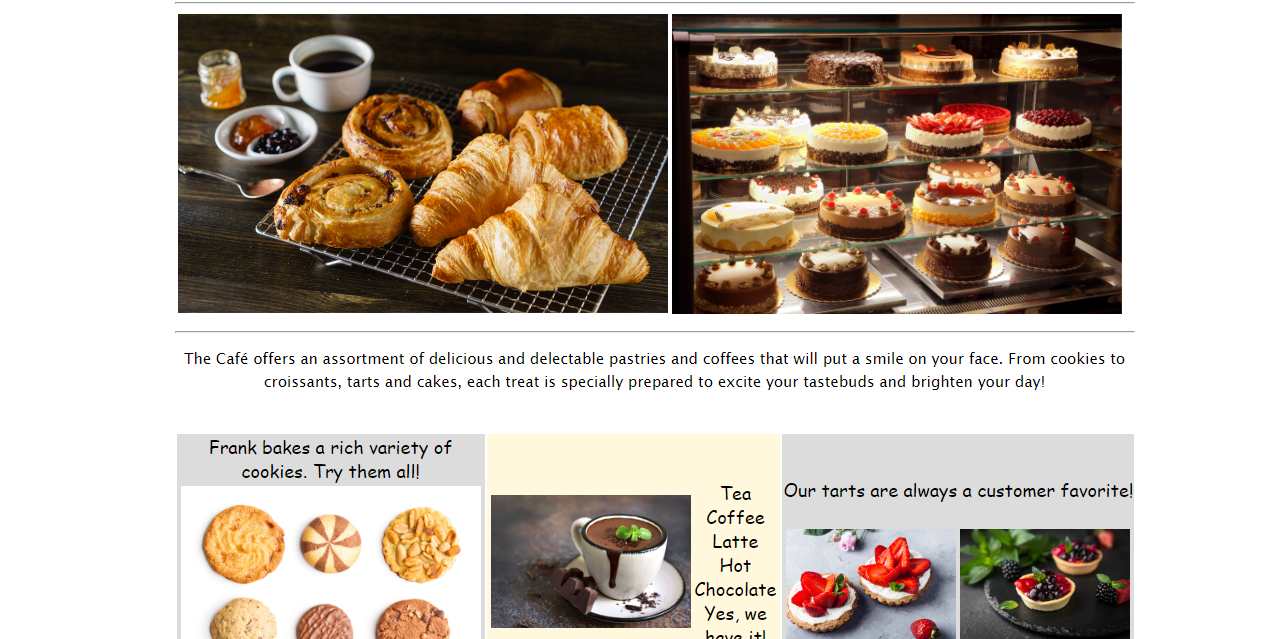 The Café offers an assortment of delicious and delectable pastries and coffees that will put a smile on your face. From cookies to
croissants, tarts and cakes, each treat is specially prepared to excite your tastebuds and brighten your day!
Frank bakes a rich variety of
cookies. Try them all!
Tea
Coffee
Latte
Hot
Chocolate
Yes, we
have it!
Our tarts are always a customer favorite!